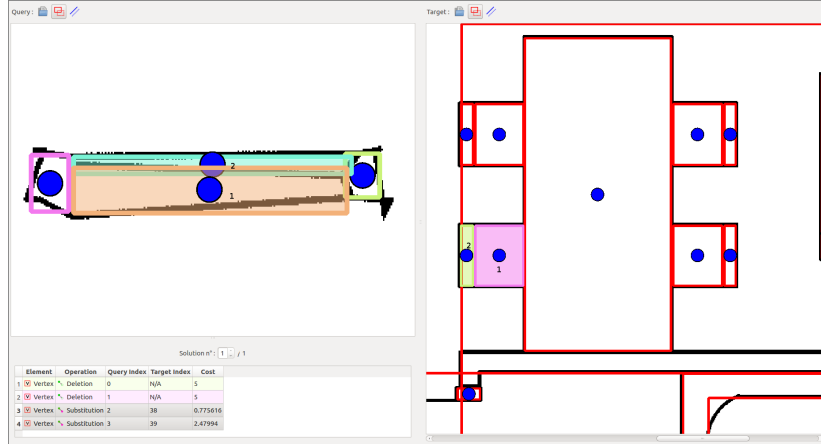 Query :
Target :
2
1
2
1
Solution n° : 1 / 1
Element Operation Query Index Target Index Cost
1 V Vertex Deletion 0 N/A 5
2 V Vertex Deletion 1 N/A 5
3 V Vertex Substitution 2 38 0.775616
4 V Vertex Substitution 3 39 2.47994